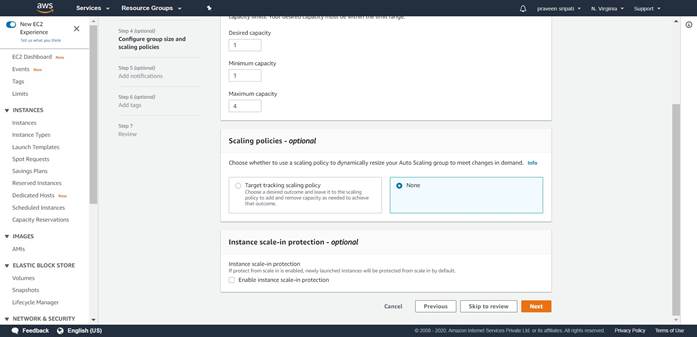 aws
Services
Resource Groups
praveen sripati
N. Virginia
Support
New EC2
Experience
Tell us what you think
EC2 Dashboard New
Events New
Tags
Limits
INSTANCES
Instances
Instance Types
Launch Templates
Spot Requests
Savings Plans
Reserved Instances
Dedicated Hosts New
Scheduled Instances
Capacity Reservations
IMAGES
AMIs
ELASTIC BLOCK STORE
Volumes
Snapshots
Lifecycle Manager
NETWORK & SECURITY
Step 4 (optional)
Configure group size and
scaling policies
Step 5 (optional)
Add notifications
Step 6 (optional)
Add tags
Step 7
Review
capacity limits. Your desired capacity must be within the limit range.
Desired capacity
1
Minimum capacity
1
Maximum capacity
4
Scaling policies - optional
Choose whether to use a scaling policy to dynamically resize your Auto Scaling group to meet changes in demand. Info
Target tracking scaling policy
Choose a desired outcome and leave it to the scaling
policy to add and remove capacity as needed to achieve
that outcome.
None
Instance scale-in protection - optional
Instance scale-in protection
If protect from scale in is enabled, newly launched instances will be protected from scale in by default.
Enable instance scale-in protection
Cancel
Previous
Skip to review
Next
Feedback
English (US)
© 2008 - 2020, Amazon Internet Services Private Ltd. or its affiliates. All rights reserved.
Privacy Policy
Terms of Use